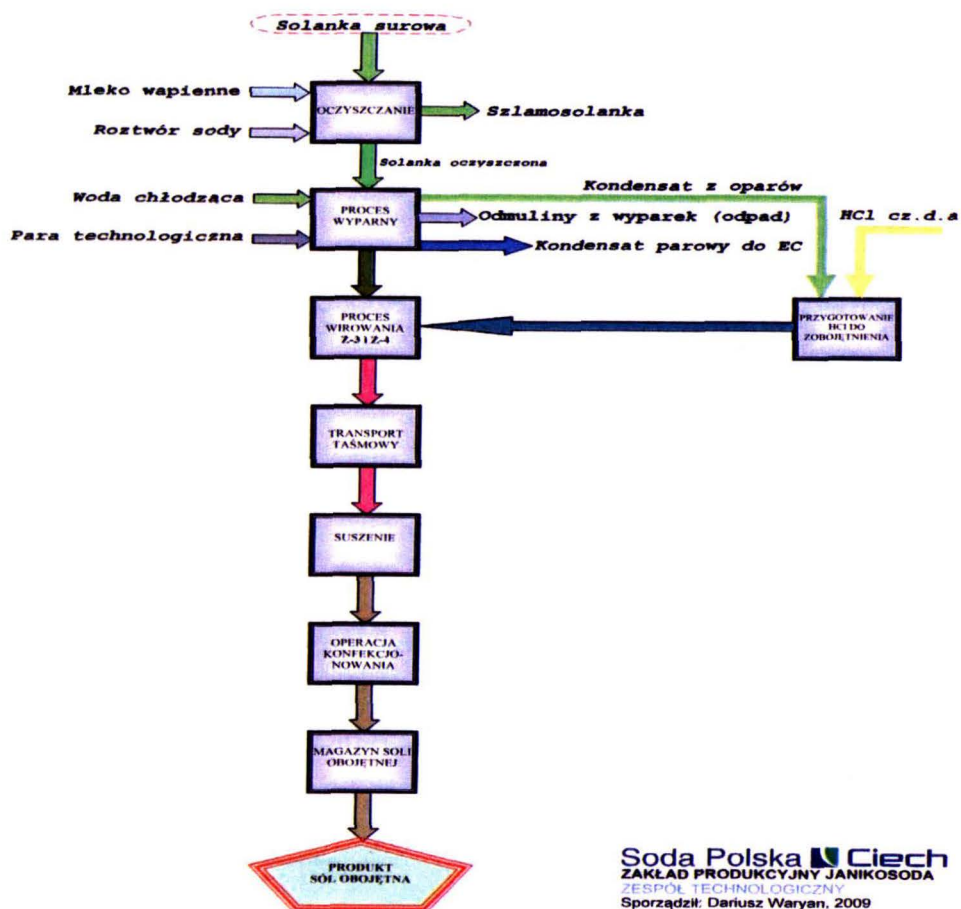 Solanka surowa
Mleko wapienne
OCZYSZCZANIE
Szlamosolanka
Roztwór sody
Solanka oczyszczona
Kondensat z oparów
Woda chłodząca
PROCES
WYPARNY
Odmuliny z wyparek (odpad)
HCl cz.d.a
Para technologiczna
Kondensat parowy do EC
PROCES
WIROWANIA
Z-3 i Z-4
PRZYGOTOWANIE
HCl DO
ZOBOJĘTNIENIA
TRANSPORT
TAŚMOWY
SUSZENIE
OPERACJA
KONFEKCJO-
NOWANIA
MAGAZYN SOLI
OBOJĘTNEJ
PRODUKT
SÓL OBOJĘTNA
Soda Polska Ciech
ZAKŁAD PRODUKCYJNY JANIKOSODA
ZESPÓŁ TECHNOLOGICZNY
Sporządził: Dariusz Waryan, 2009